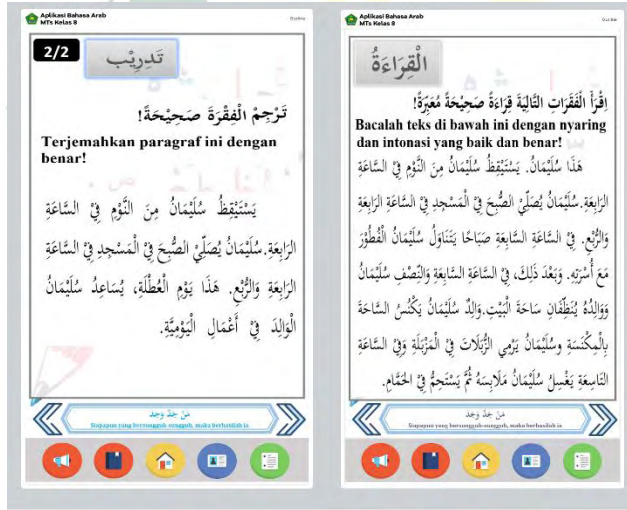 Aplikasi Bahasa Arab
MTs Kelas 8
2/2
تَدرِيْب
تَرْجِمْ الْفِقْرَةَ صَحِيْحَةً!
Terjemahkan paragraf ini dengan
benar!
يَسْتَيْقِظُ سُلَيْمَانُ مِنَ النَّوْمِ فِيْ السَّاعَةِ
الرَابِعَةِ.سُلَيْمَانُ يُصَلِّيْ الصُّبِحَ فِيْ الْمَسْجِدِ فِيْ السَّاعَةِ
الرَابِعَةِ وَالرُّبْعِ. هَذَا يَوْم الْعُطْلَةِ، يُسَاعِدُ سُلَيْمَانُ
الْوَالِدَ فِيْ أَعْمَالِ الْيَوْمِيَّةِ.
مَنْ جَدَّ وَجَد
Siapapun yang bersungguh-sungguh, maka berhasilah ia
Aplikasi Bahasa Arab
MTs Kelas 8
الْقِرَاءَةُ
اِقْرَأْ الْفَقَرَاتِ التَّالِيَةَ قِرَاءَةً صَحِيْحَةً مُعَبِّرَةً!
Bacalah teks di bawah ini dengan nyaring
dan intonasi yang baik dan benar!
هَذَا سُلَيْمَانُ. يَسْتَيْقِظُ سُلَيْمَانُ مِنَ النَّوْمِ فِيْ السَّاعَةِ
الرَابِعَةِ.سُلَيْمَانُ يُصَلِّيْ الصُّبِحَ فِيْ الْمَسْجِدِ فِيْ السَّاعَةِ الرَابِعَةِ
وَالرُّبْعِ. فِيْ السَّاعَةِ السَّابِعَةِ صَبَاحًا يَتَنَاوَلُ سُلَيْمَانُ الْفُطُوْرَ
مَعَ أُسْرَتِهِ. وَبَعْدَ ذَلِكَ، فِيْ السَّاعَةِ السَّابِعَةِ وَالنِّصْفِ سُلَيْمَانُ
وَوَالِدُهُ يُنَظِّفَانِ سَاحَةَ الْبَيْتِ.وَالِدُ سُلَيْمَانُ يَكْنُسُ السَّاحَةَ
بِالْمِكْنَسَةِ وسُلَيْمَانُ يَرْمِي الزُّبَلَاتَ فِيْ الْمَزْبَلَةِ وَفِيْ السَّاعَةِ
التَاسِعَةِ يَغْسِلُ سُلَيْمَانُ مَلَابِسَهُ ثُمَّ يَسْتَحِمُّ فِيْ الحَمَّامِ.
مَنْ جَدَّ وَجَد
Siapapun yang bersungguh-sungguh, maka berhasilah ia